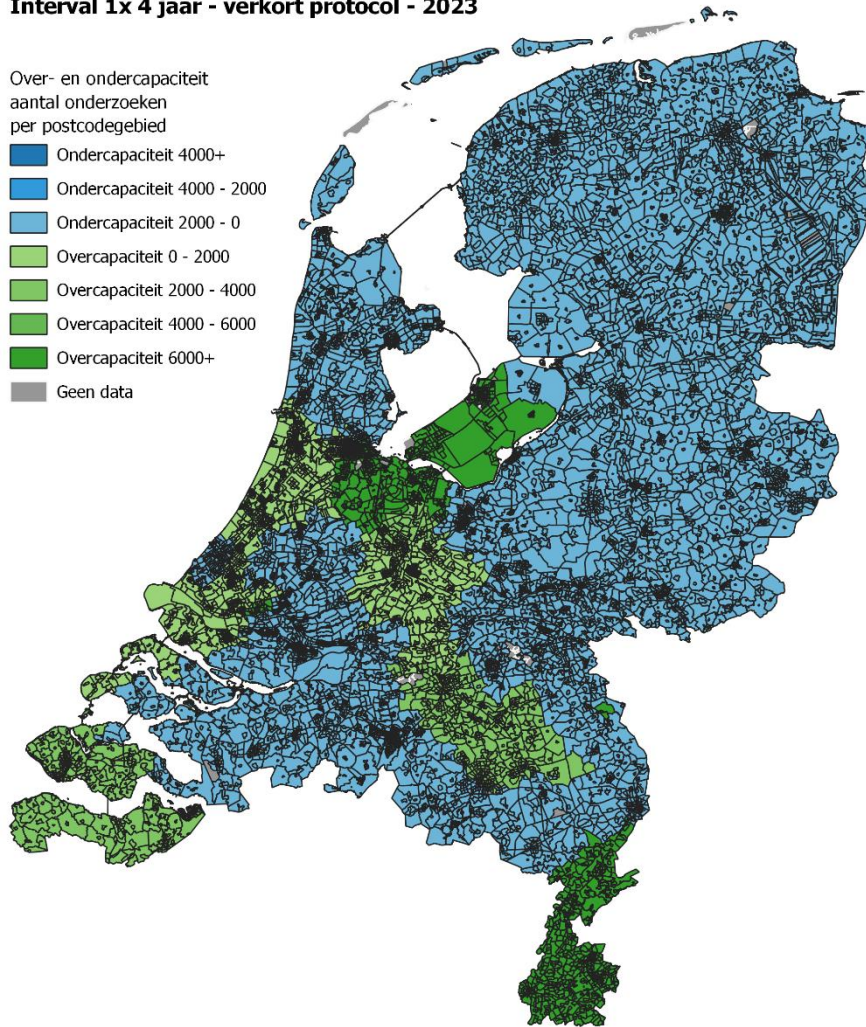 Interval 1x 4 jaar - verkort protocol - 2023
Over- en ondercapaciteit
aantal onderzoeken
per postcodegebied
Ondercapaciteit 4000+
Ondercapaciteit 4000 - 2000
Ondercapaciteit 2000 - 0
Overcapaciteit 0 - 2000
Overcapaciteit 2000 - 4000
Overcapaciteit 4000 - 6000
Overcapaciteit 6000+
Geen data